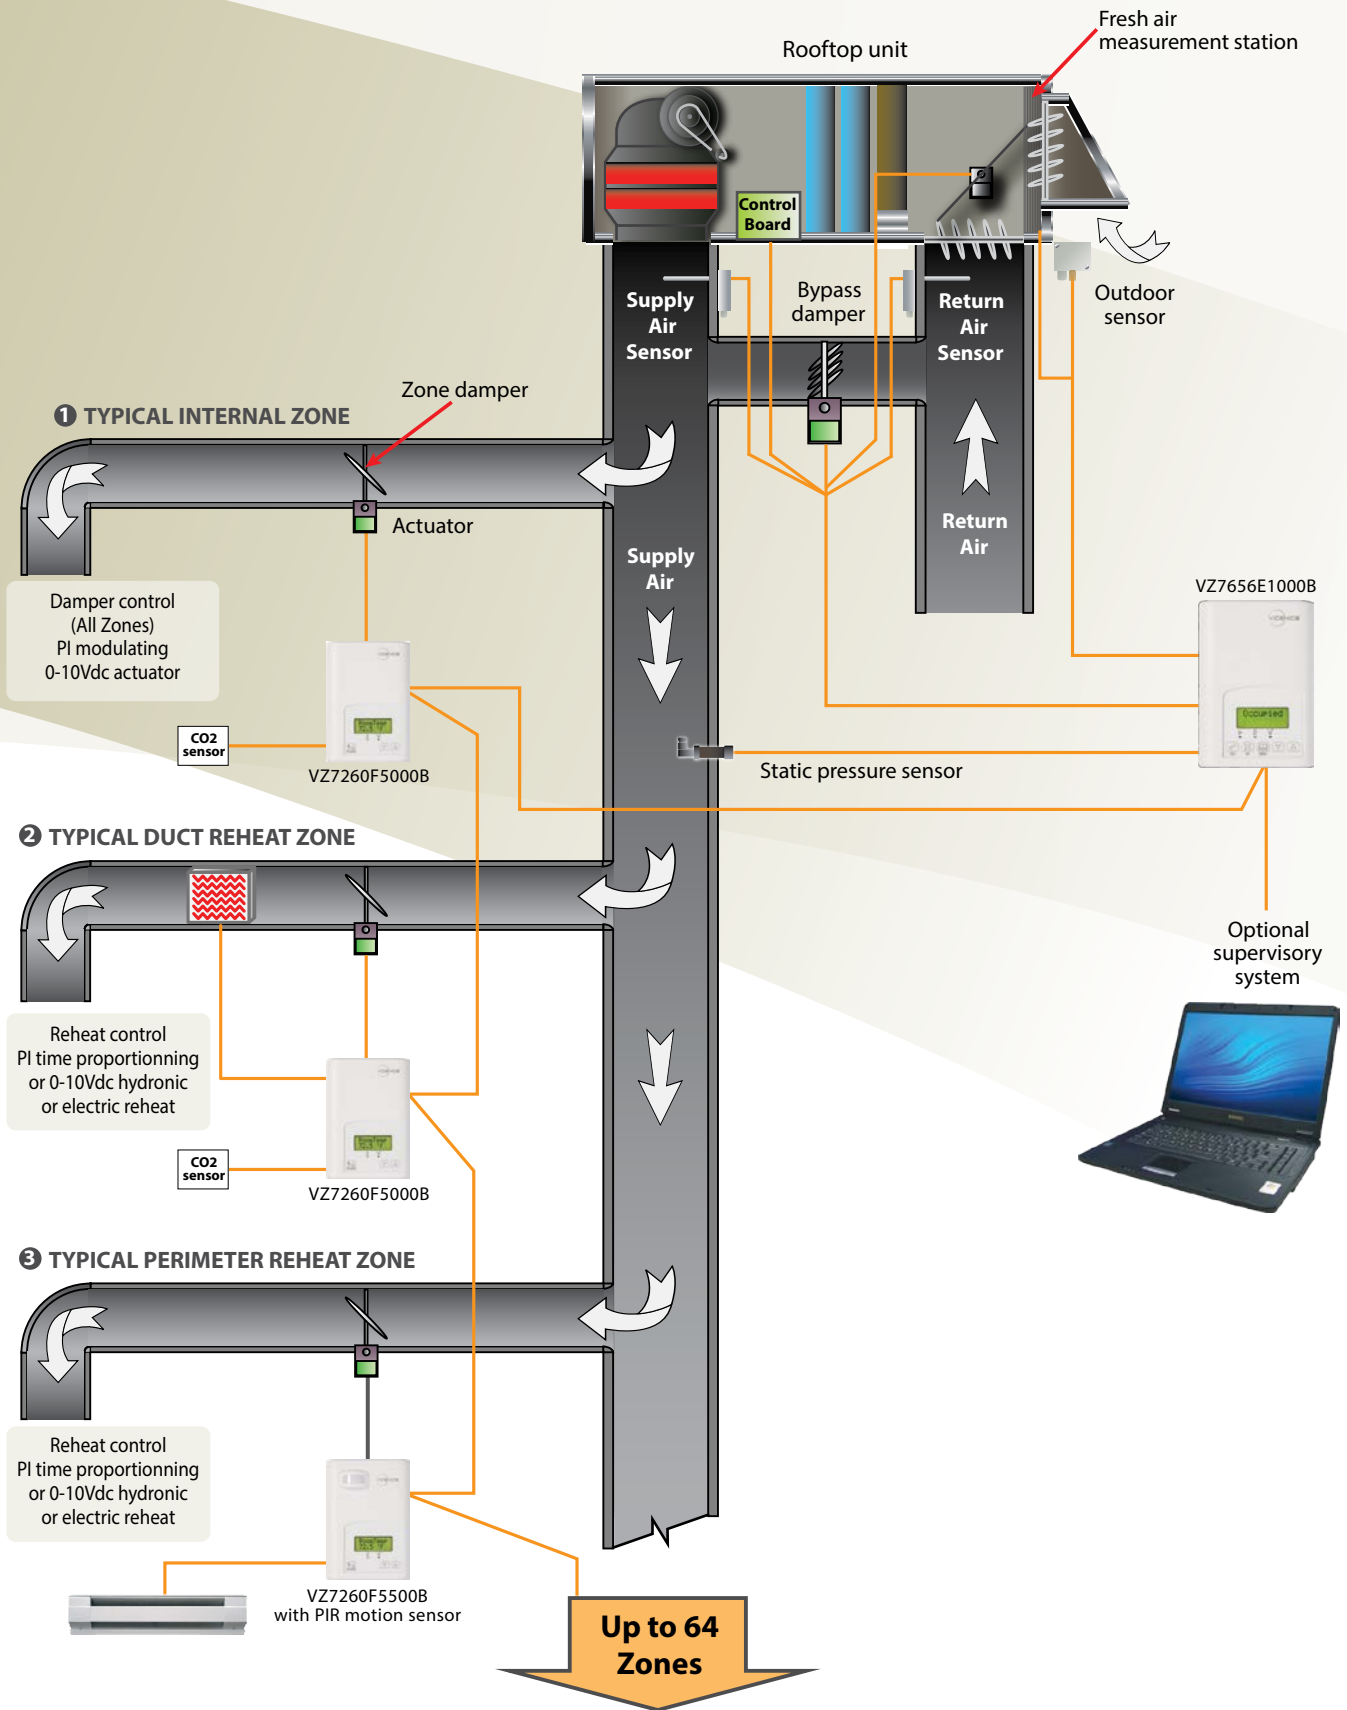 Fresh air
measurement station
Rooftop unit
Control
Board
Supply
Air
Sensor
Bypass
damper
Return
Air
Sensor
Outdoor
sensor
Zone damper
❶ TYPICAL INTERNAL ZONE
Actuator
Return
Air
Supply
Air
Damper control
(All Zones)
PI modulating
0-10Vdc actuator
VZ7656E1000B
Occupied
CO2
sensor
VZ7260F5000B
Static pressure sensor
❷ TYPICAL DUCT REHEAT ZONE
Optional
supervisory
system
Reheat control
PI time proportionning
or 0-10Vdc hydronic
or electric reheat
CO2
sensor
VZ7260F5000B
❸ TYPICAL PERIMETER REHEAT ZONE
Reheat control
PI time proportionning
or 0-10Vdc hydronic
or electric reheat
VZ7260F5500B
with PIR motion sensor
Up to 64
Zones